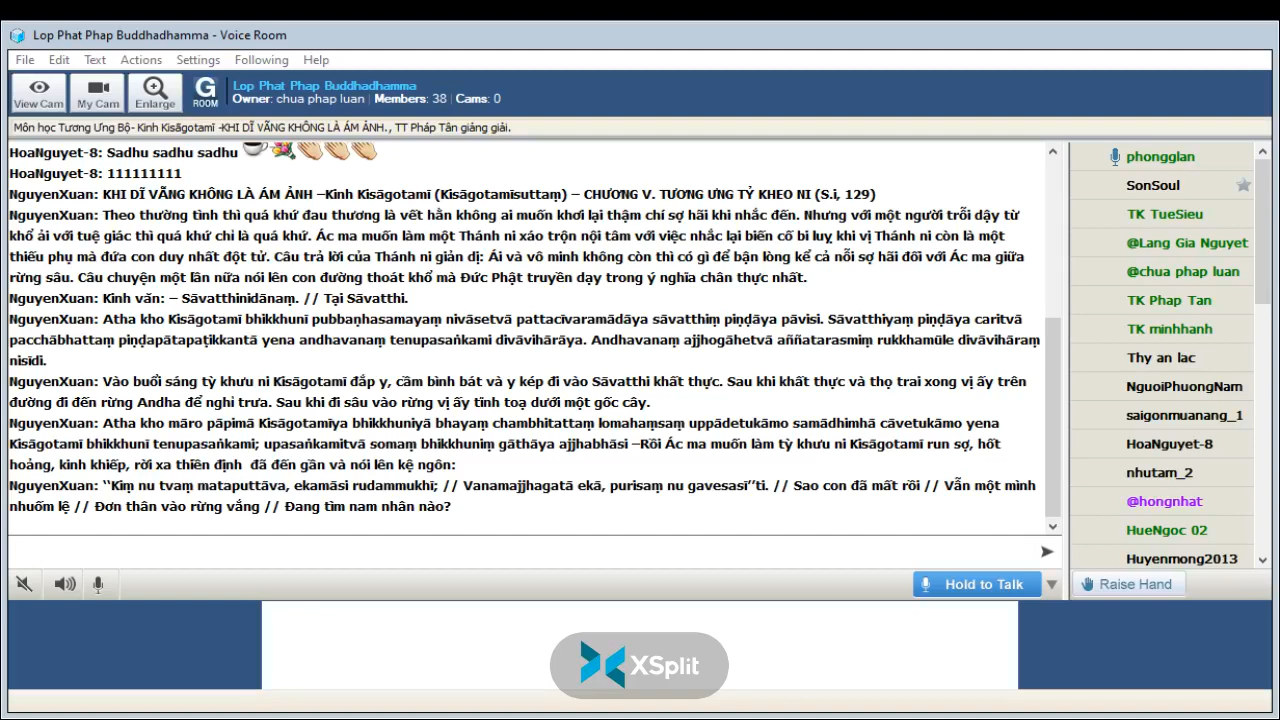 Lop Phat Phap Buddhadhamma - Voice Room
File Edit Text Actions Settings Following Help
View Cam My Cam Enlarge G ROOM
Lop Phat Phap Buddhadhamma
Owner: chua phap luan | Members: 38 | Cams: 0
Môn học Tương Ưng Bộ- Kinh Kisāgotamī -KHI DĨ VÃNG KHÔNG LÀ ÁM ẢNH., TT Pháp Tân giảng giải.
HoaNguyet-8: Sadhu sadhu sadhu
HoaNguyet-8: 111111111
NguyenXuan: KHI DĨ VÃNG KHÔNG LÀ ÁM ẢNH –Kinh Kisāgotamī (Kisāgotamīsuttaṃ) – CHƯƠNG V. TƯƠNG ƯNG TỶ KHEO NI (S.i, 129)
NguyenXuan: Theo thường tình thì quá khứ đau thương là vết hằn không ai muốn khơi lại thậm chí sợ hãi khi nhắc đến. Nhưng với một người trỗi dậy từ
khổ ải với tuệ giác thì quá khứ chỉ là quá khứ. Ác ma muốn làm một Thánh ni xáo trộn nội tâm với việc nhắc lại biến cố bi luỵ khi vị Thánh ni còn là một
thiếu phụ mà đứa con duy nhất đột tử. Câu trả lời của Thánh ni giản dị: Ái và vô minh không còn thì có gì để bận lòng kể cả nỗi sợ hãi đối với Ác ma giữa
rừng sâu. Câu chuyện một lần nữa nói lên con đường thoát khổ mà Đức Phật truyền dạy trong ý nghĩa chân thực nhất.
NguyenXuan: Kinh văn: – Sāvatthinidānaṃ. // Tại Sāvatthi.
NguyenXuan: Atha kho Kisāgotamī bhikkhunī pubbaṇhasamayaṃ nivāsetvā pattacīvaramādāya sāvatthiṃ piṇḍāya pāvisi. Sāvatthiyaṃ piṇḍāya caritvā
pacchābhattaṃ piṇḍapātapaṭikkantā yena andhavanaṃ tenupasaṅkami divāvihārāya. Andhavanaṃ ajjhogāhetvā aññatarasmiṃ rukkhamūle divāvihāraṃ
nisīdi.
NguyenXuan: Vào buổi sáng tỳ khưu ni Kisāgotamī đắp y, cầm bình bát và y kép đi vào Sāvatthi khất thực. Sau khi khất thực và thọ trai xong vị ấy trên
đường đi đến rừng Andha để nghỉ trưa. Sau khi đi sâu vào rừng vị ấy tĩnh toạ dưới một gốc cây.
NguyenXuan: Atha kho māro pāpimā Kisāgotamīya bhikkhuniyā bhayaṃ chambhitattaṃ lomahaṃsaṃ uppādetukāmo samādhimhā cāvetukāmo yena
Kisāgotamī bhikkhunī tenupasaṅkami; upasaṅkamitvā somaṃ bhikkhuniṃ gāthāya ajjhabhāsi –Rồi Ác ma muốn làm tỳ khưu ni Kisāgotamī run sợ, hốt
hoảng, kinh khiếp, rời xa thiền định đã đến gần và nói lên kệ ngôn:
NguyenXuan: ‘‘Kiṃ nu tvaṃ mataputtāva, ekamāsi rudammukhī; // Vanamajjhagatā ekā, purisaṃ nu gavesasī’’ti. // Sao con đã mất rồi // Vẫn một mình
nhuốm lệ // Đơn thân vào rừng vắng // Đang tìm nam nhân nào?
phongglan
SonSoul
TK TueSieu
@Lang Gia Nguyet
@chua phap luan
TK Phap Tan
TK minhhanh
Thy an lac
NguoiPhuongNam
saigonmuanang_1
HoaNguyet-8
nhutam_2
@hongnhat
HueNgoc 02
Huyenmong2013
Hold to Talk
Raise Hand
XSplit